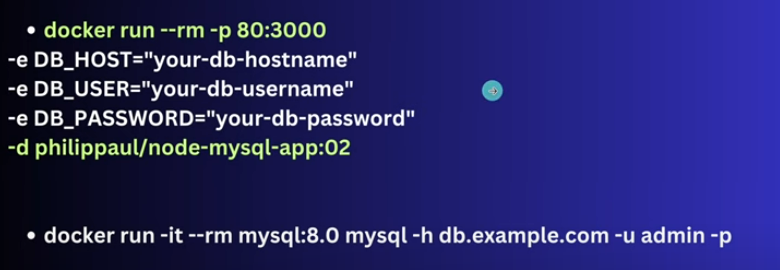 • docker run --rm -p 80:3000
-e DB_HOST="your-db-hostname"
-e DB_USER="your-db-username"
-e DB_PASSWORD="your-db-password"
-d philippaul/node-mysql-app:02
• docker run -it --rm mysql:8.0 mysql -h db.example.com -u admin -p